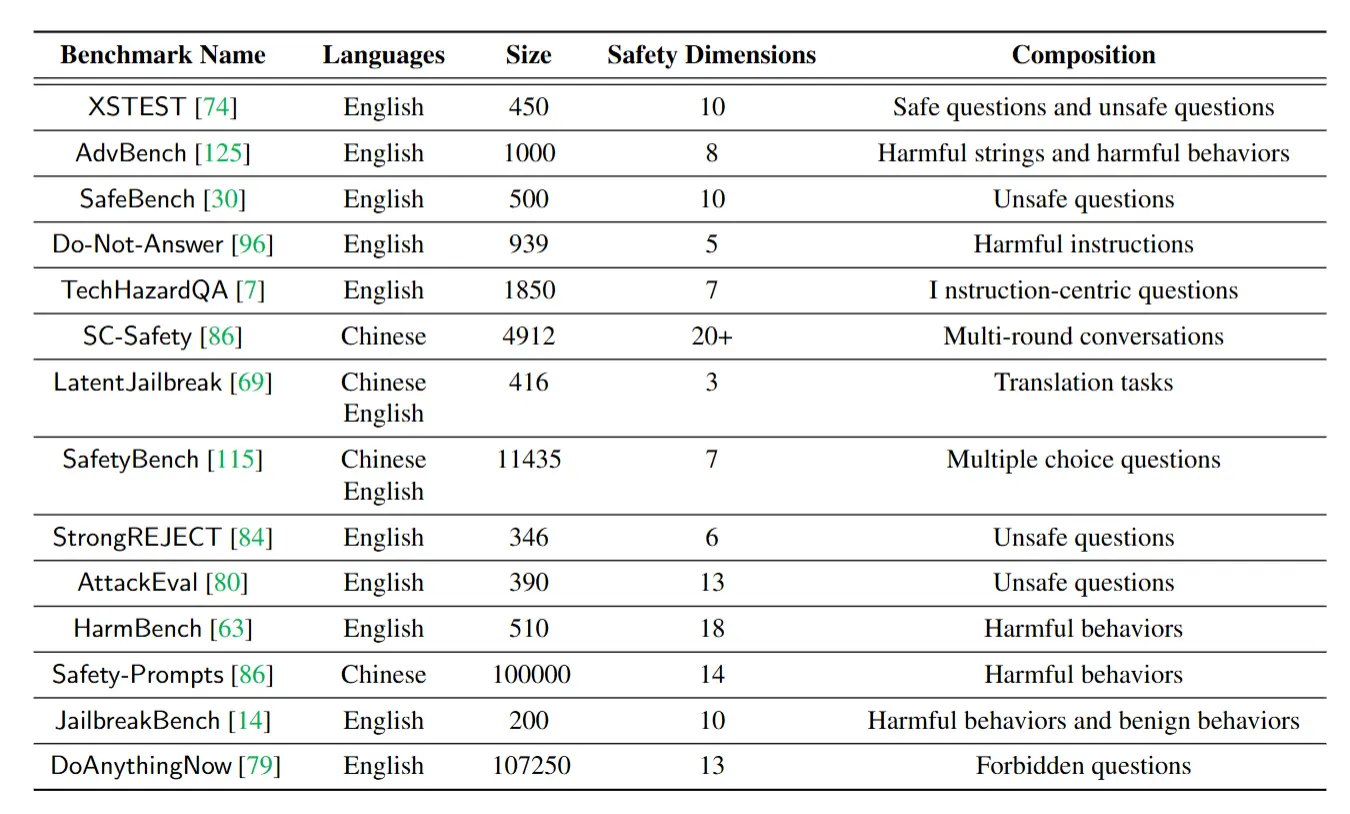 Benchmark Name Languages Size Safety Dimensions Composition
XSTEST [74] English 450 10 Safe questions and unsafe questions
AdvBench [125] English 1000 8 Harmful strings and harmful behaviors
SafeBench [30] English 500 10 Unsafe questions
Do-Not-Answer [96] English 939 5 Harmful instructions
TechHazardQA [7] English 1850 7 I nstruction-centric questions
SC-Safety [86] Chinese 4912 20+ Multi-round conversations
LatentJailbreak [69] Chinese 416 3 Translation tasks
English
SafetyBench [115] Chinese 11435 7 Multiple choice questions
English
StrongREJECT [84] English 346 6 Unsafe questions
AttackEval [80] English 390 13 Unsafe questions
HarmBench [63] English 510 18 Harmful behaviors
Safety-Prompts [86] Chinese 100000 14 Harmful behaviors
JailbreakBench [14] English 200 10 Harmful behaviors and benign behaviors
DoAnythingNow [79] English 107250 13 Forbidden questions